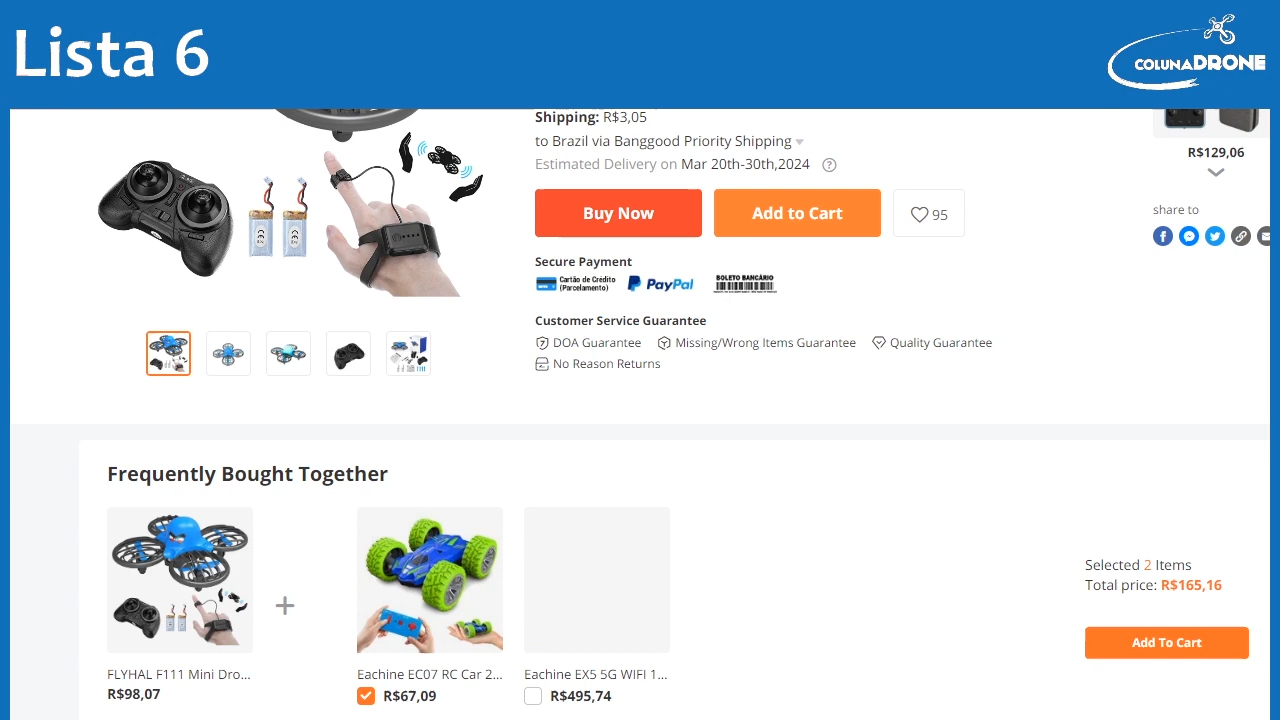 Lista 6
COLUNADRONE
Shipping: R$3,05
to Brazil via Banggood Priority Shipping
Estimated Delivery on Mar 20th-30th,2024
Buy Now
Add to Cart
95
R$129,06
share to
Secure Payment
Cartão de Crédito
(Parcelamento)
PayPal
BOLETO BANCÁRIO
Customer Service Guarantee
DOA Guarantee
Missing/Wrong Items Guarantee
Quality Guarantee
No Reason Returns
Frequently Bought Together
FLYHAL F111 Mini Dro...
R$98,07
Eachine EC07 RC Car 2...
R$67,09
Eachine EX5 5G WIFI 1...
R$495,74
Selected 2 Items
Total price: R$165,16
Add To Cart